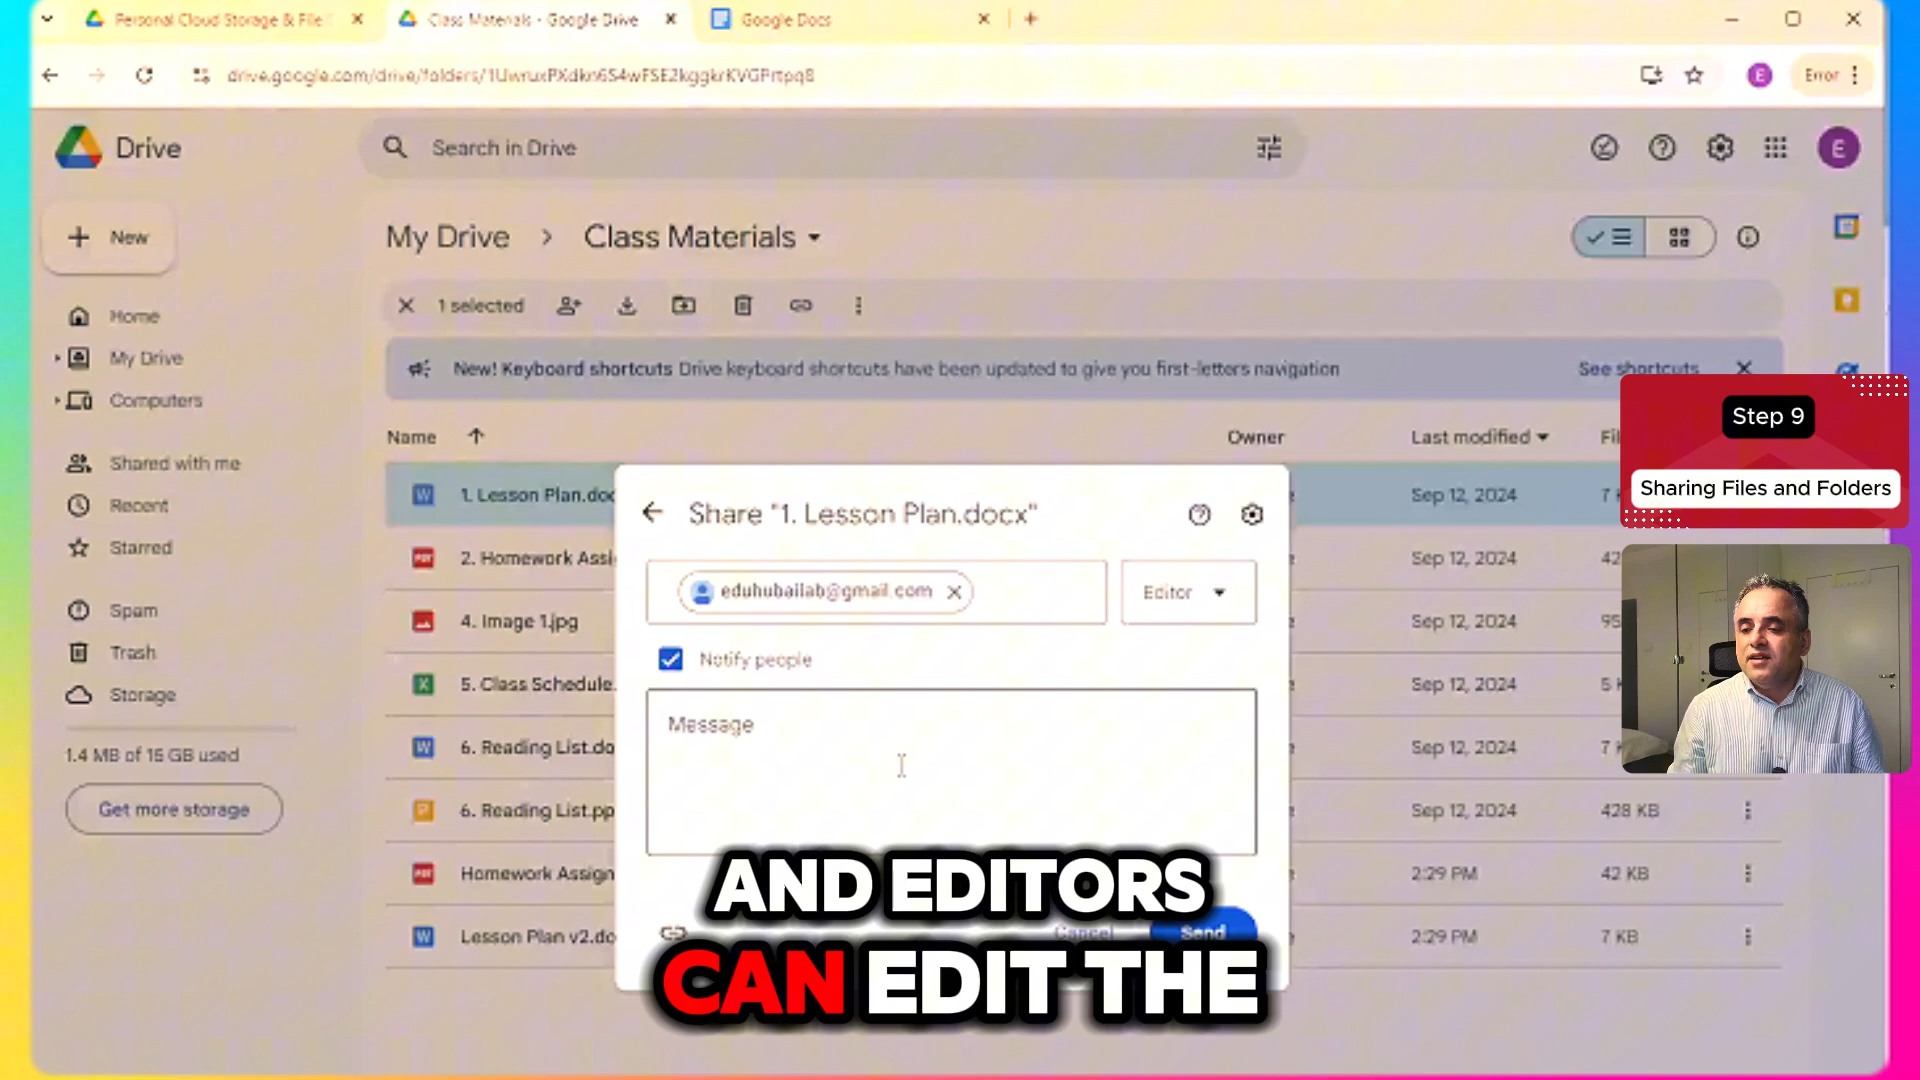 Personal Cloud Storage & File
Class Materials - Google Drive
Google Docs
drive.google.com/drive/folders/1UwruxPXdkn6S4wFSE2kggkrKVGPrtpq8
E
Error
Drive
Search in Drive
E
New
My Drive
Class Materials
1 selected
Home
My Drive
Computers
Shared with me
Recent
Starred
Spam
Trash
Storage
1.4 MB of 15 GB used
Get more storage
New! Keyboard shortcuts Drive keyboard shortcuts have been updated to give you first-letters navigation
See shortcuts
Name
Owner
Last modified
Fil
1. Lesson Plan.doc
Sep 12, 2024
7 K
2. Homework Assi
Sep 12, 2024
42
4. Image 1.jpg
Sep 12, 2024
95
5. Class Schedule.
Sep 12, 2024
5 K
6. Reading List.do
Sep 12, 2024
7 K
6. Reading List.pp
Sep 12, 2024
428 KB
Homework Assign
2:29 PM
42 KB
Lesson Plan v2.do
2:29 PM
7 KB
Share "1. Lesson Plan.docx"
eduhubailab@gmail.com
Editor
Notify people
Message
Cancel
Send
Step 9
Sharing Files and Folders
AND EDITORS
CAN EDIT THE